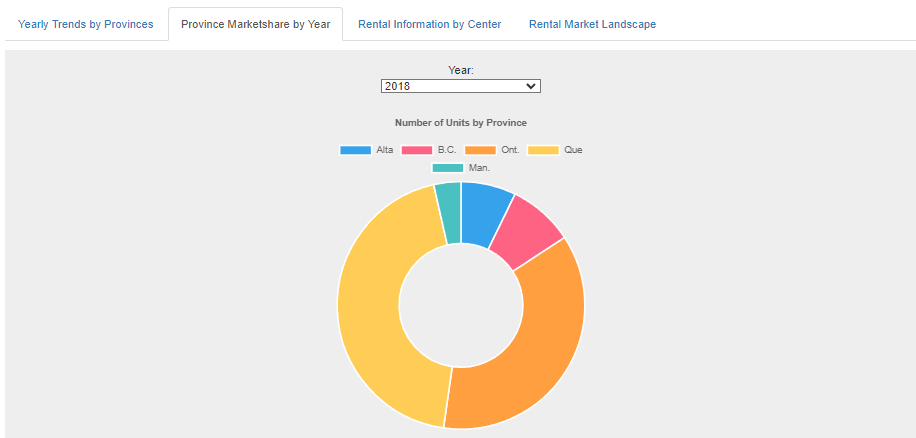 Yearly Trends by Provinces Province Marketshare by Year Rental Information by Center Rental Market Landscape
Year:
2018
Number of Units by Province
Alta B.C. Ont. Que
Man.